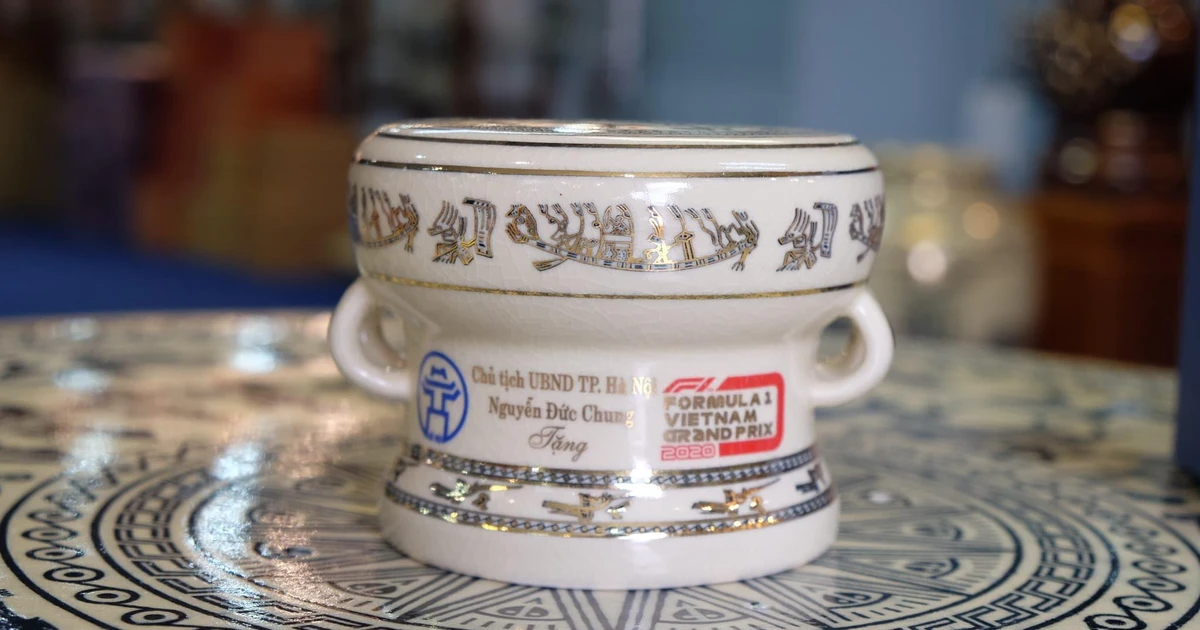 Chủ tịch UBND TP. Hà Nội
Nguyễn Đức Chung
Tặng
F1
FORMULA 1
VIETNAM
GRAND PRIX
2020